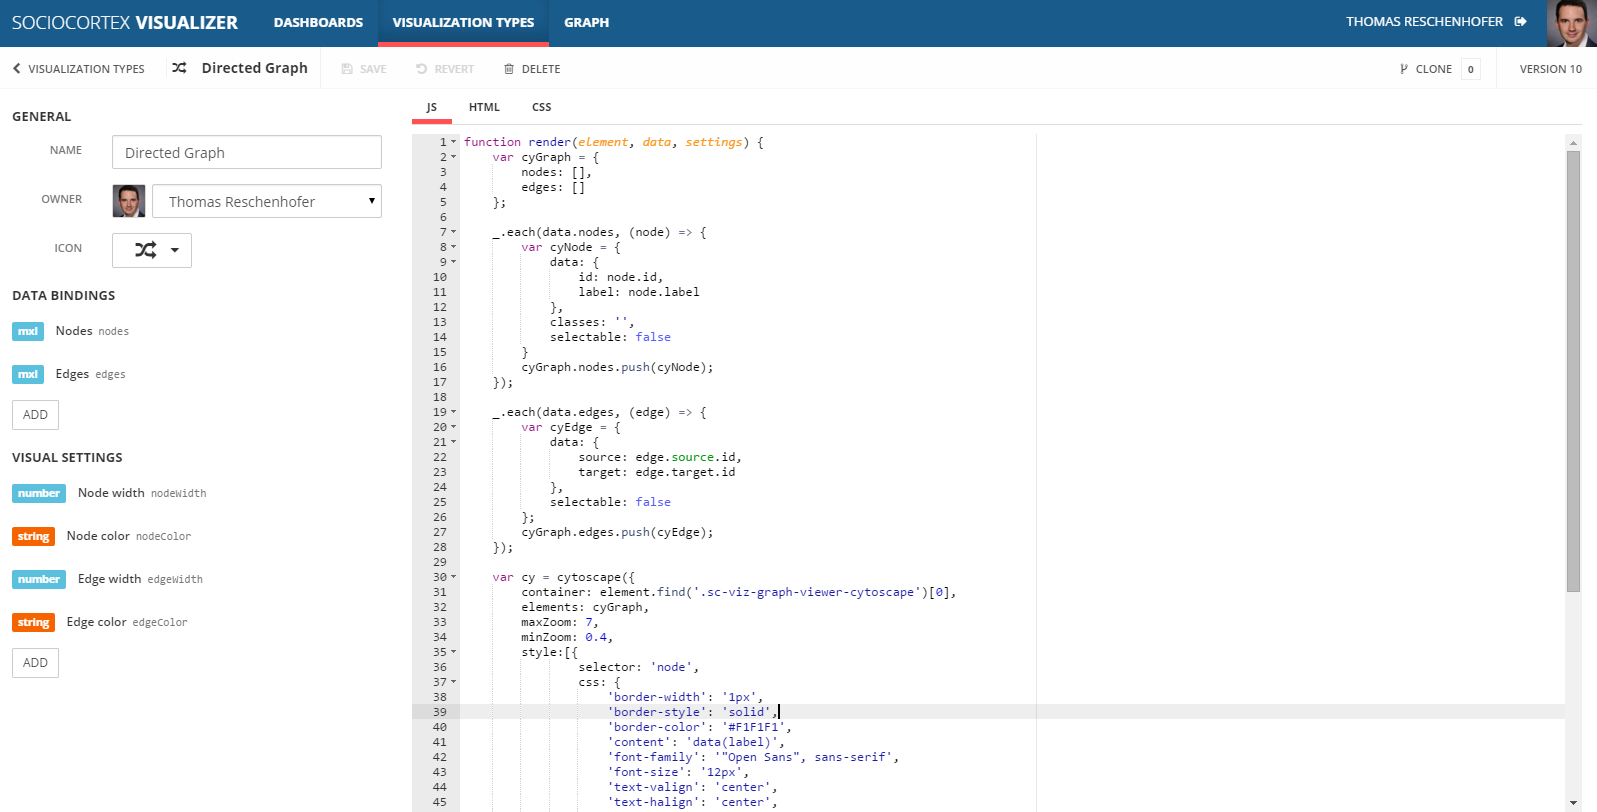 SOCIOCORTEX VISUALIZER DASHBOARDS VISUALIZATION TYPES GRAPH THOMAS RESCHENHOFER
VISUALIZATION TYPES Directed Graph SAVE REVERT DELETE CLONE 0 VERSION 10
GENERAL
NAME Directed Graph
OWNER Thomas Reschenhofer
ICON
DATA BINDINGS
mxl Nodes nodes
mxl Edges edges
ADD
VISUAL SETTINGS
number Node width nodeWidth
string Node color nodeColor
number Edge width edgeWidth
string Edge color edgeColor
ADD
JS HTML CSS
1 function render(element, data, settings) {
2 var cyGraph = {
3 nodes: [],
4 edges: []
5 };
6
7 _.each(data.nodes, (node) => {
8 var cyNode = {
9 data: {
10 id: node.id,
11 label: node.label
12 },
13 classes: '',
14 selectable: false
15 }
16 cyGraph.nodes.push(cyNode);
17 });
18
19 _.each(data.edges, (edge) => {
20 var cyEdge = {
21 data: {
22 source: edge.source.id,
23 target: edge.target.id
24 },
25 selectable: false
26 };
27 cyGraph.edges.push(cyEdge);
28 });
29
30 var cy = cytoscape({
31 container: element.find('.sc-viz-graph-viewer-cytoscape')[0],
32 elements: cyGraph,
33 maxZoom: 7,
34 minZoom: 0.4,
35 style:[{
36 selector: 'node',
37 css: {
38 'border-width': '1px',
39 'border-style': 'solid',
40 'border-color': '#F1F1F1',
41 'content': 'data(label)',
42 'font-family': '"Open Sans", sans-serif',
43 'font-size': '12px',
44 'text-valign': 'center',
45 'text-halign': 'center',